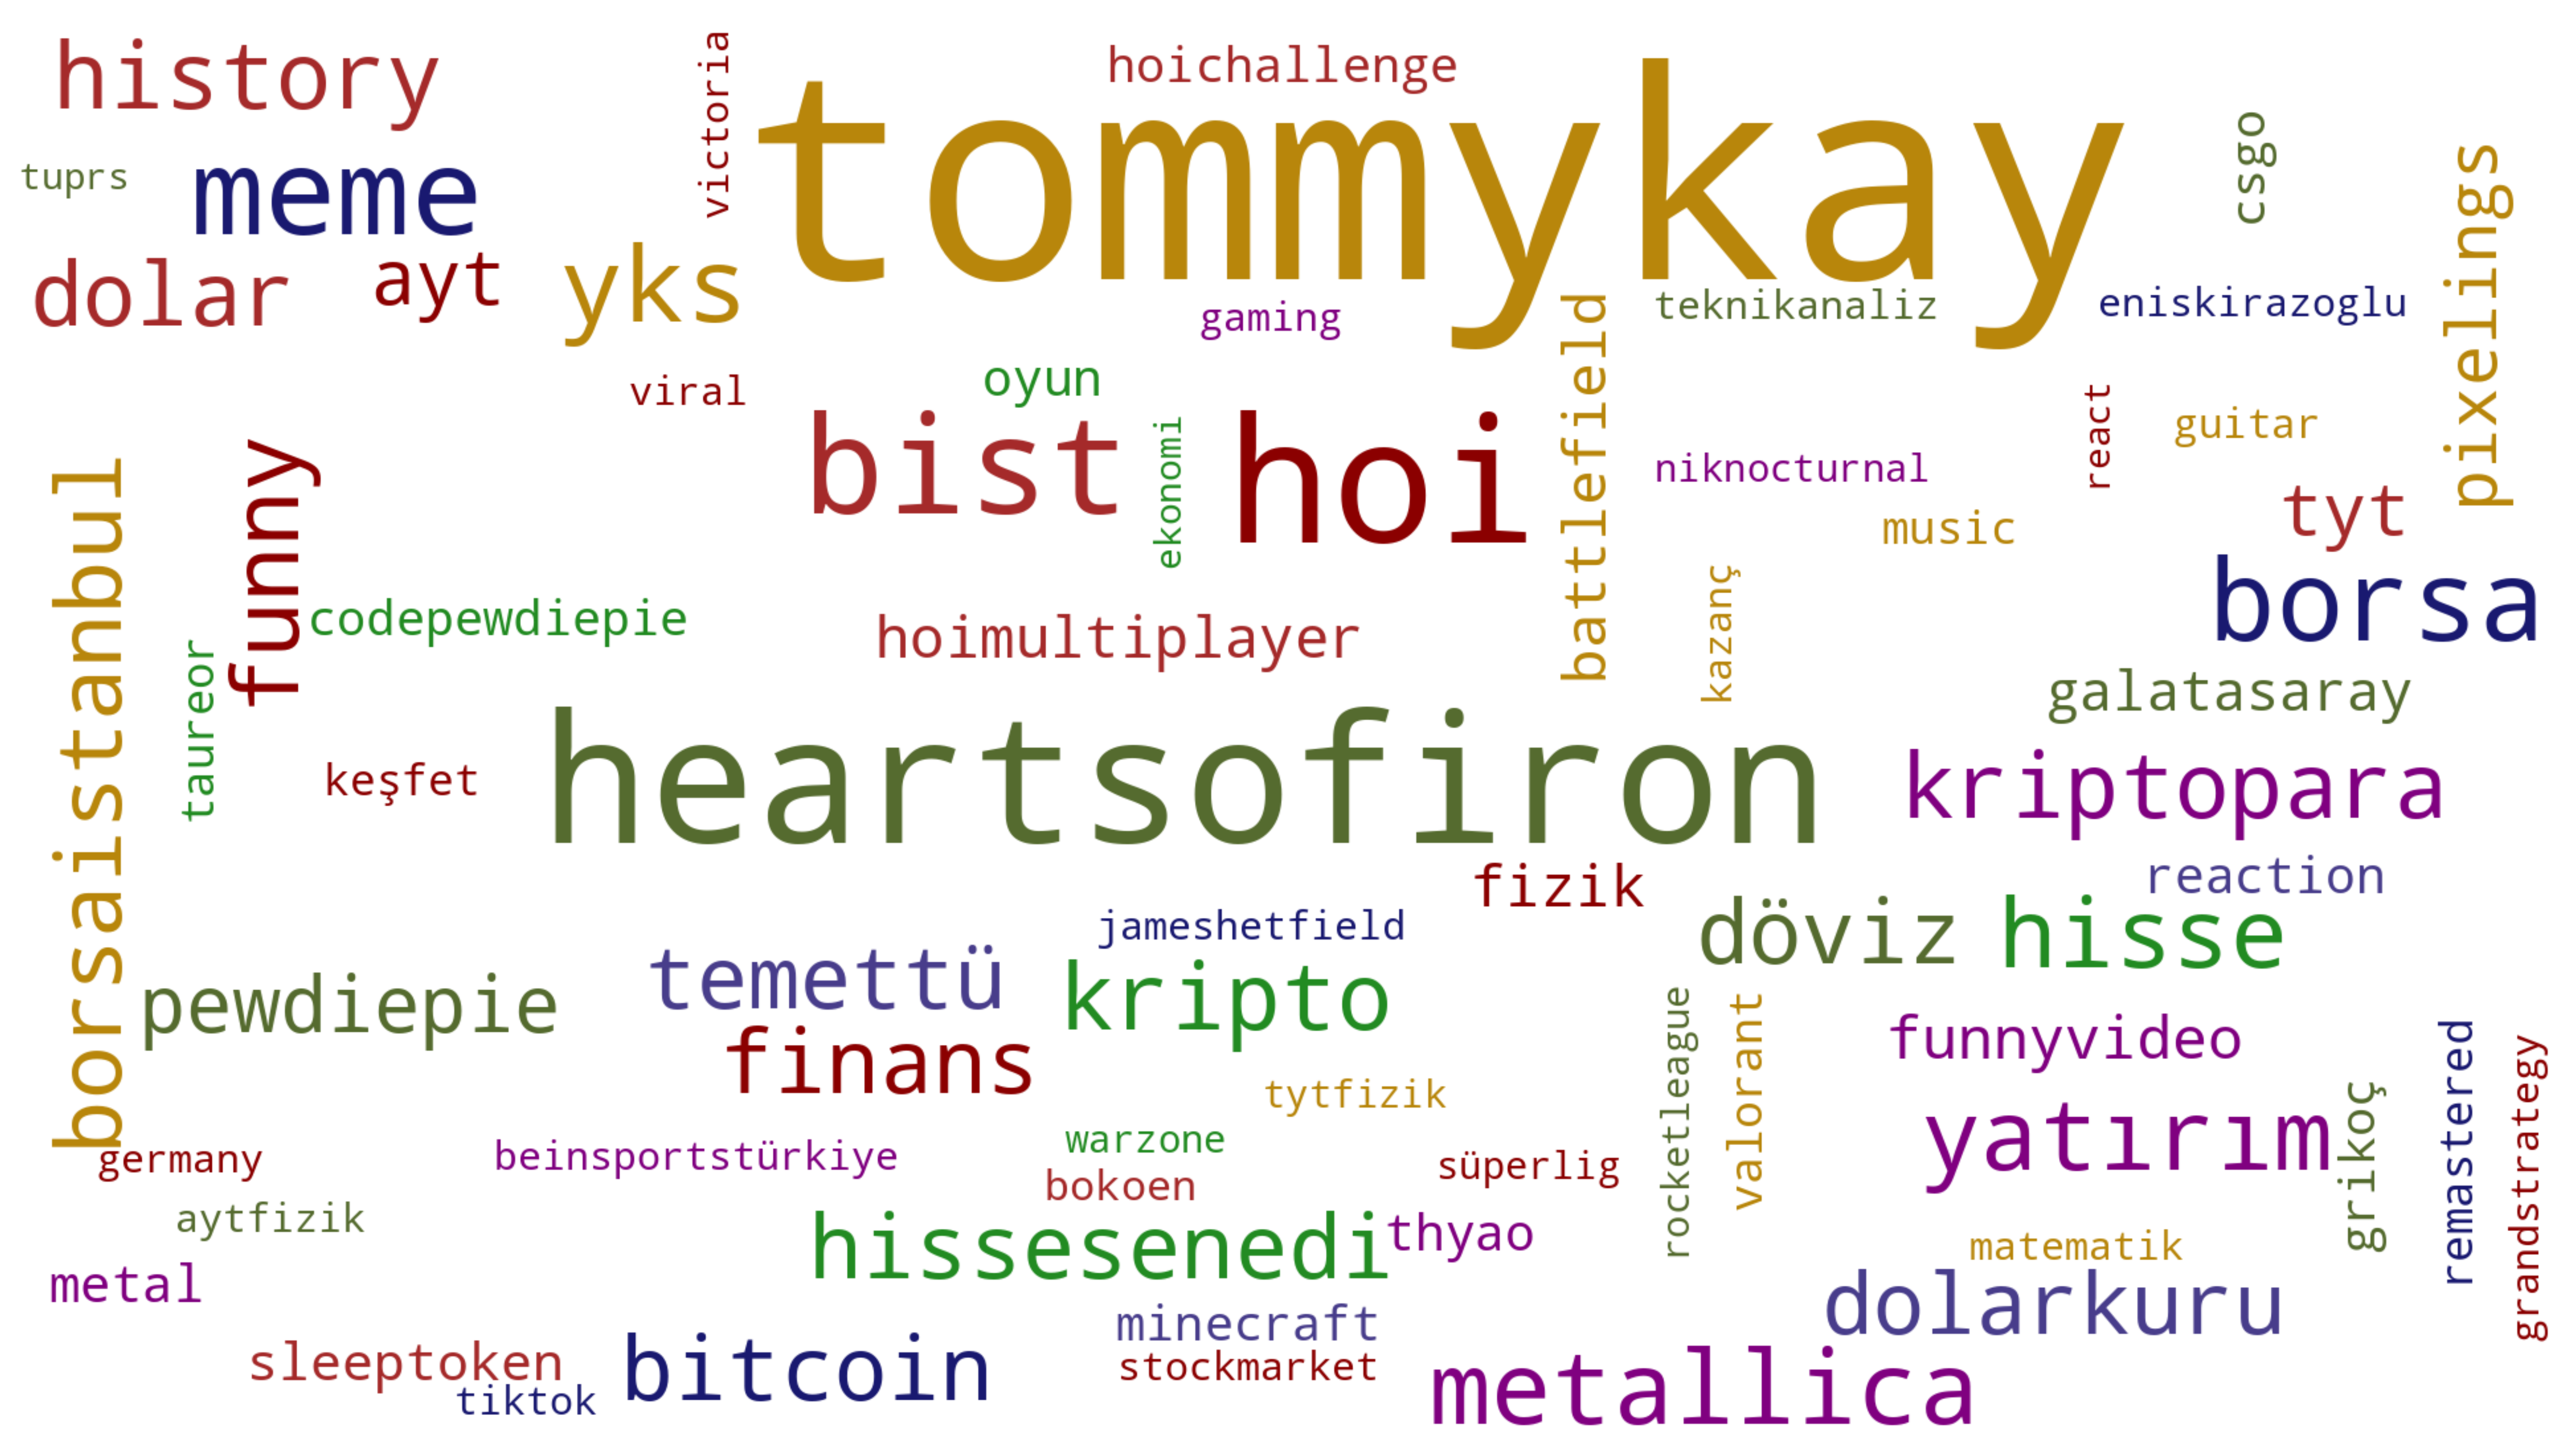 history
victoria
hoichallenge
tommykay
csgo
pixelings
tuprs
meme
dolar
ayt
yks
gaming
teknikanaliz
eniskirazoglu
viral
oyun
battlefield
react
guitar
borsaistanbul
funny
bist
ekonomi
hoi
niknocturnal
music
tyt
codepewdiepie
hoimultiplayer
kazanç
borsa
taureor
galatasaray
keşfet
heartsofiron
kriptopara
fizik
reaction
jameshetfield
döviz
hisse
pewdiepie
temettü
kripto
finans
rocketleague
valorant
funnyvideo
remastered
grandstrategy
tytfizik
germany
beinsportstürkiye
warzone
süperlig
yatırım
grikoç
bokoen
aytfizik
hissesenedi
thyao
matematik
metal
minecraft
dolarkuru
sleeptoken
tiktok
bitcoin
stockmarket
metallica